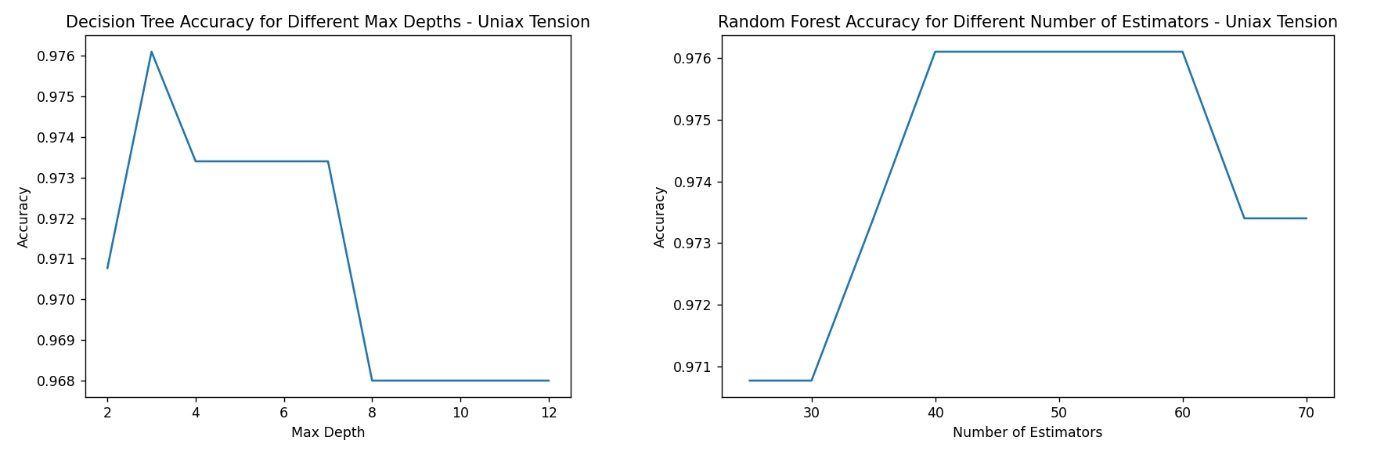 Decision Tree Accuracy for Different Max Depths - Uniax Tension
0.976
0.975
0.974
0.973
0.972
0.971
0.970
0.969
0.968
Accuracy
2 4 6 8 10 12
Max Depth
Random Forest Accuracy for Different Number of Estimators - Uniax Tension
0.976
0.975
0.974
0.973
0.972
0.971
Accuracy
30 40 50 60 70
Number of Estimators